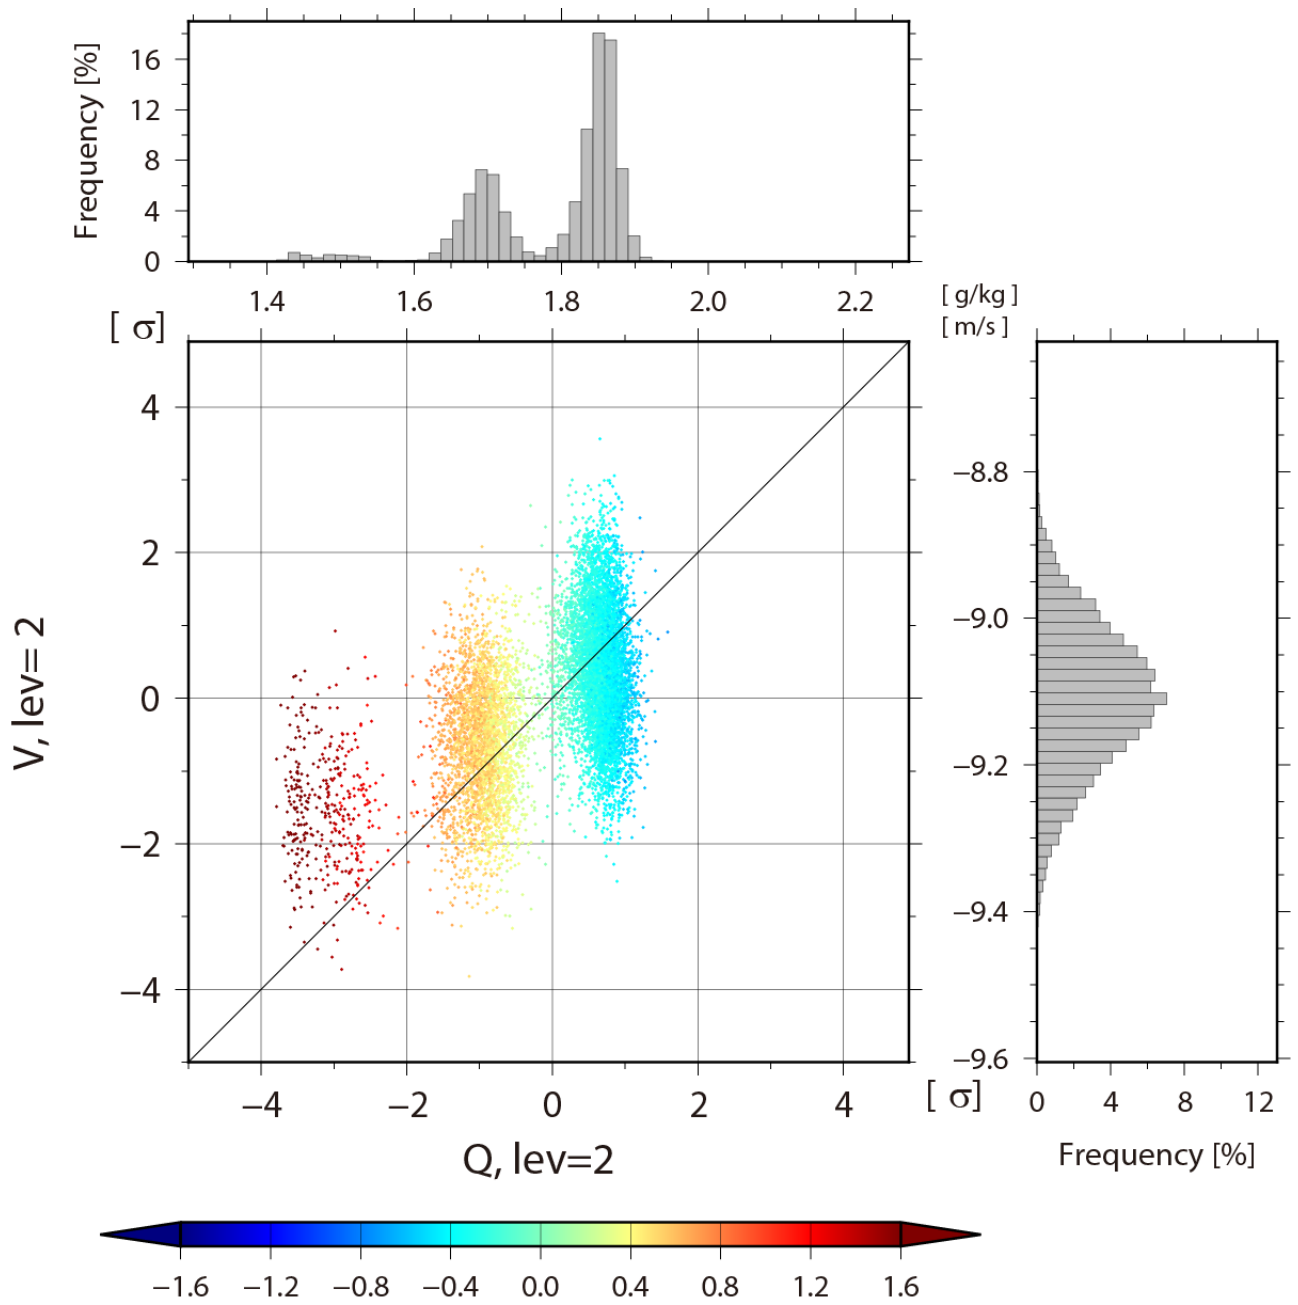 Frequency [%]
16
12
8
4
0
1.4 1.6 1.8 2.0 2.2 [ g/kg ]
[ σ] [ m/s ]
4
2
0
−2
−4
V, lev= 2
−4 −2 0 2 4 [ σ]
Q, lev=2
−8.8
−9.0
−9.2
−9.4
−9.6
0 4 8 12
Frequency [%]
−1.6 −1.2 −0.8 −0.4 0.0 0.4 0.8 1.2 1.6